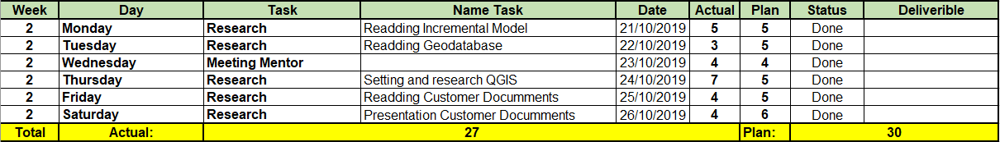 Week Day Task Name Task Date Actual Plan Status Deliverible
2 Monday Research Readding Incremental Model 21/10/2019 5 5 Done
2 Tuesday Research Readding Geodatabase 22/10/2019 3 5 Done
2 Wednesday Meeting Mentor 23/10/2019 4 4 Done
2 Thursday Research Setting and research QGIS 24/10/2019 7 5 Done
2 Friday Research Readding Customer Documments 25/10/2019 4 5 Done
2 Saturday Research Presentation Customer Documments 26/10/2019 4 6 Done
Total Actual: 27 Plan: 30